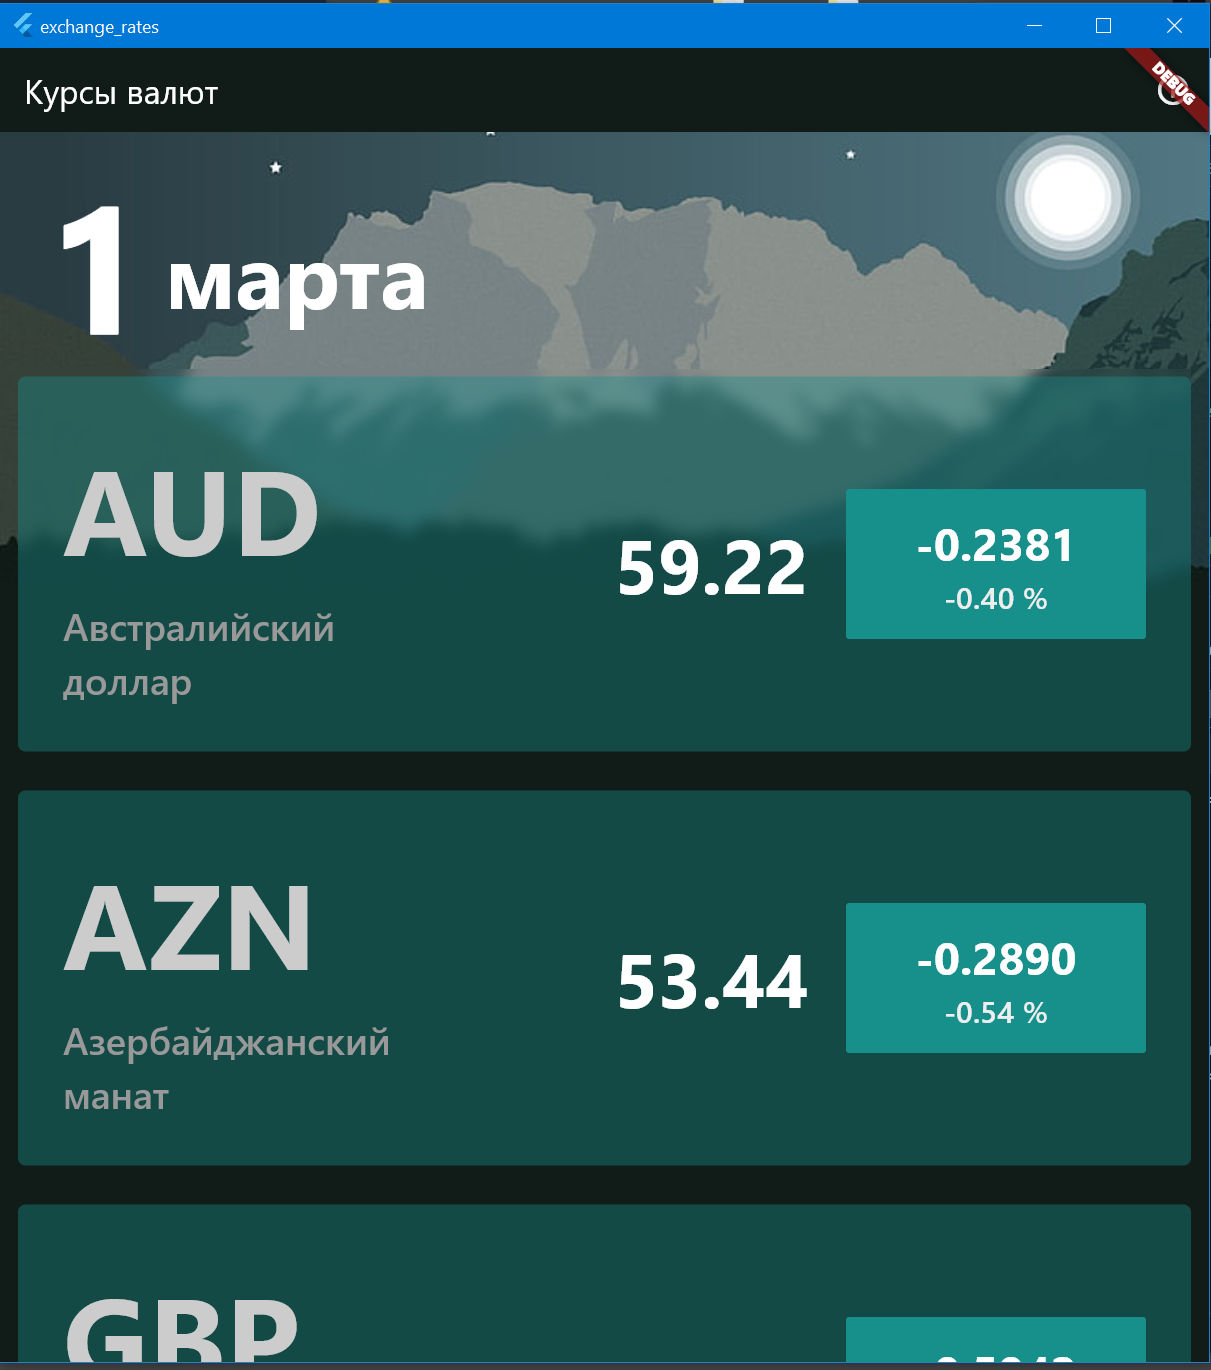 exchange_rates
Курсы валют
DEBUG
1 марта
AUD
59.22
-0.2381
-0.40 %
Австралийский
доллар
AZN
53.44
-0.2890
-0.54 %
Азербайджанский
манат
GBP